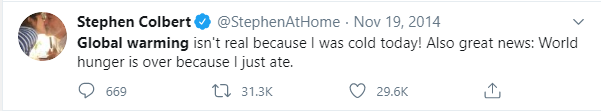 Stephen Colbert @StephenAtHome · Nov 19, 2014
Global warming isn't real because I was cold today! Also great news: World
hunger is over because I just ate.
669 31.3K 29.6K